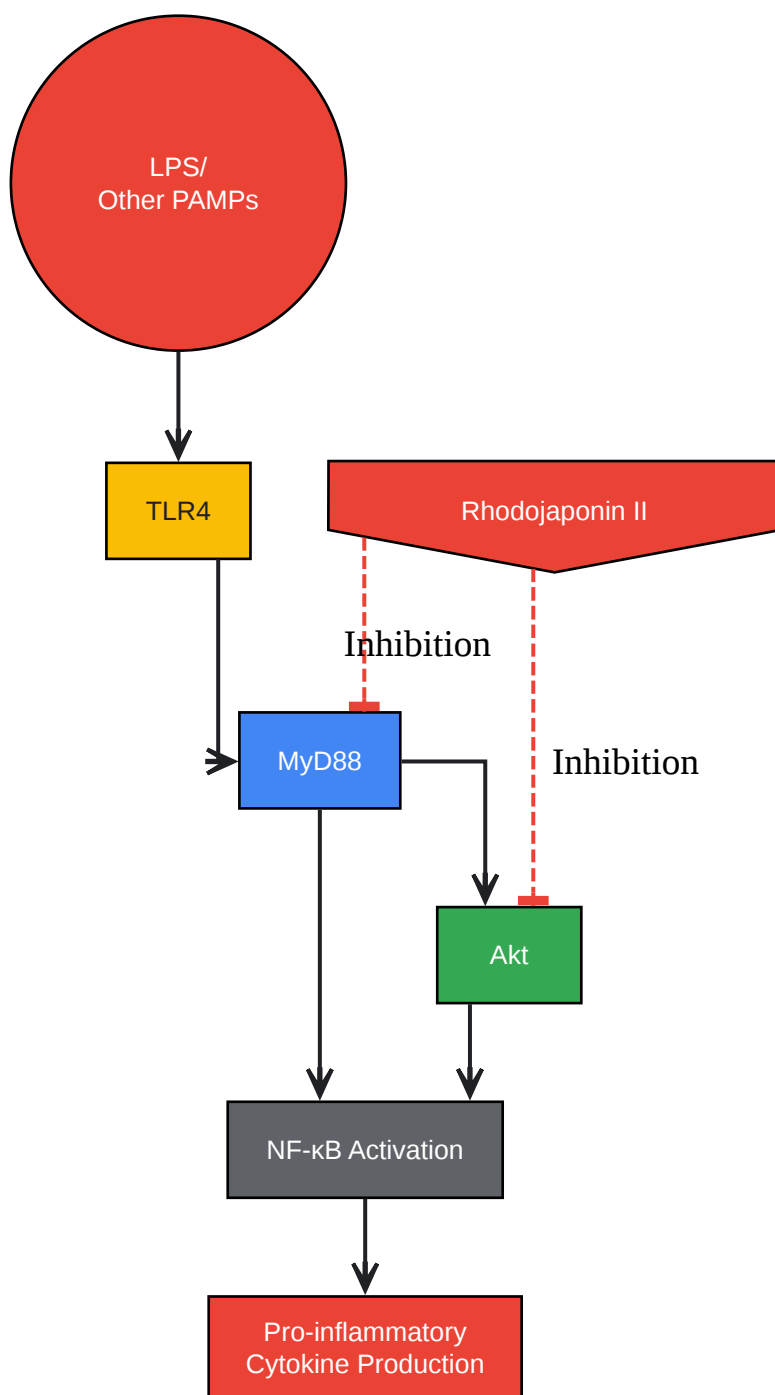 LPS/
Other PAMPs
TLR4
Rhodojaponin II
Inhibition
MyD88
Inhibition
Akt
NF-κB Activation
Pro-inflammatory
Cytokine Production